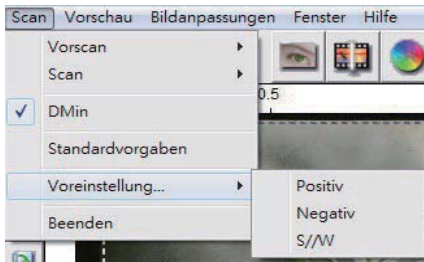 Scan Vorschau Bildanpassungen Fenster Hilfe
Vorscan
Scan
0.5
DMin
Standardvorgaben
Voreinstellung...
Positiv
Negativ
Beenden
S//W